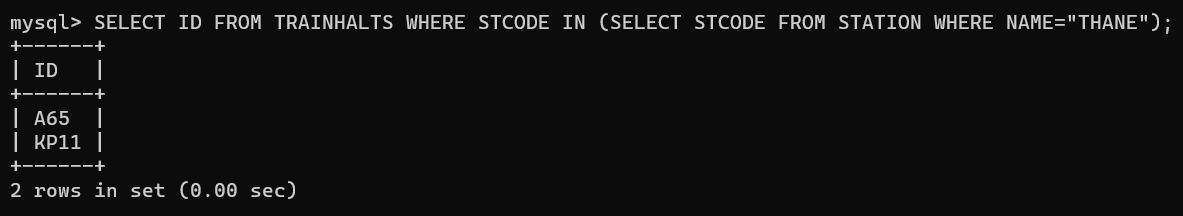 mysql> SELECT ID FROM TRAINHALTS WHERE STCODE IN (SELECT STCODE FROM STATION WHERE NAME="THANE");
+------+
| ID   |
+------+
| A65  |
| KP11 |
+------+
2 rows in set (0.00 sec)